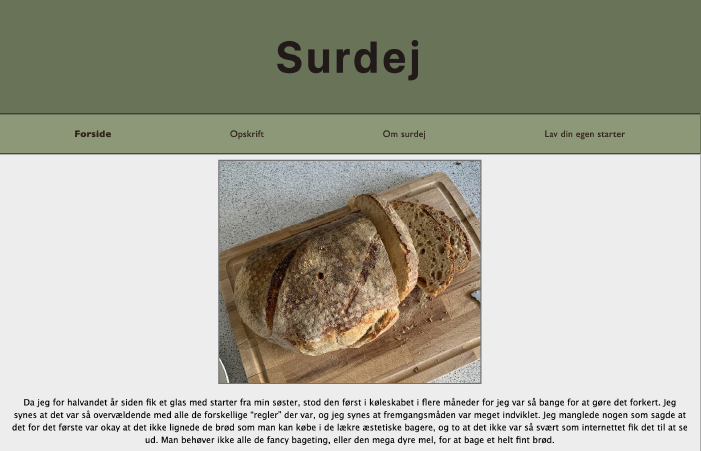 Surdej
Forside Opskrift Om surdej Lav din egen starter
Da jeg for halvandet år siden fik et glas med starter fra min søster, stod den først i køleskabet i flere måneder for jeg var så bange for at gøre det forkert. Jeg
synes at det var så overvældende med alle de forskellige “regler” der var, og jeg synes at fremgangsmåden var meget indviklet. Jeg manglede nogen som sagde at
det for det første var okay at det ikke lignede de brød som man kan købe i de lækre æstetiske bagere, og to at det ikke var så svært som internettet fik det til at se
ud. Man behøver ikke alle de fancy bageting, eller den mega dyre mel, for at bage et helt fint brød.